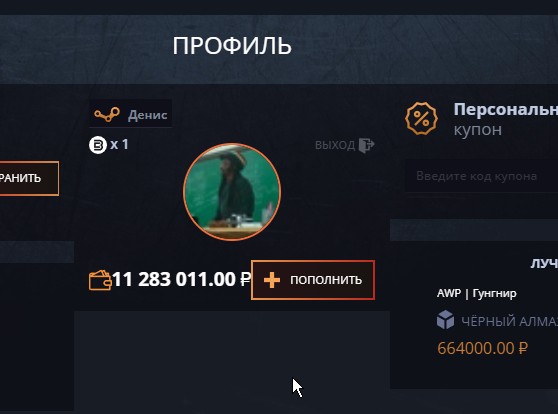 ПРОФИЛЬ
Денис
x 1
ВЫХОД
Персональн
купон
РАНИТЬ
Введите код купона
11 283 011.00 ₽
ПОПОЛНИТЬ
ЛУЧ
AWP | Гунгнир
ЧЁРНЫЙ АЛМА
664000.00 ₽